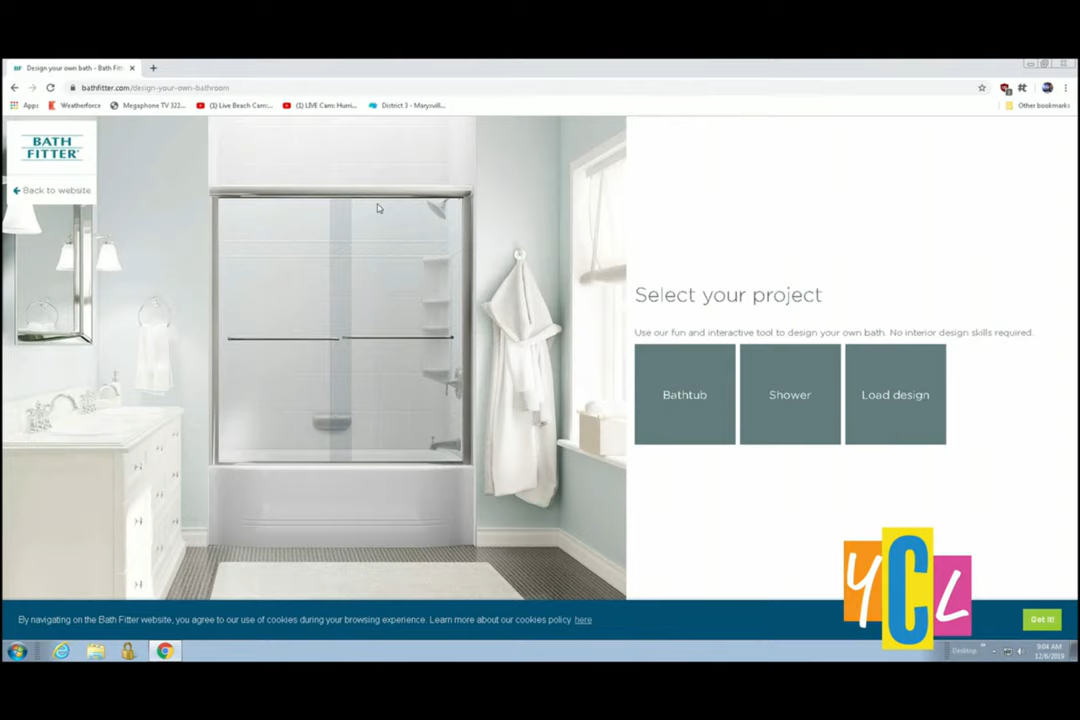 BF Design your own bath - Bath Fitt
bathfitter.com/design-your-own-bathroom
Apps Weatherforce Megaphone TV 322... (1) Live Beach Cam:... (1) LIVE Cam: Hurri... District 3 - Marysvill... Other bookmarks
BATH
FITTER®
Back to website
Select your project
Use our fun and interactive tool to design your own bath. No interior design skills required.
Bathtub Shower Load design
YCL
By navigating on the Bath Fitter website, you agree to our use of cookies during your browsing experience. Learn more about our cookies policy here Got it!
Desktop 9:04 AM
12/6/2019